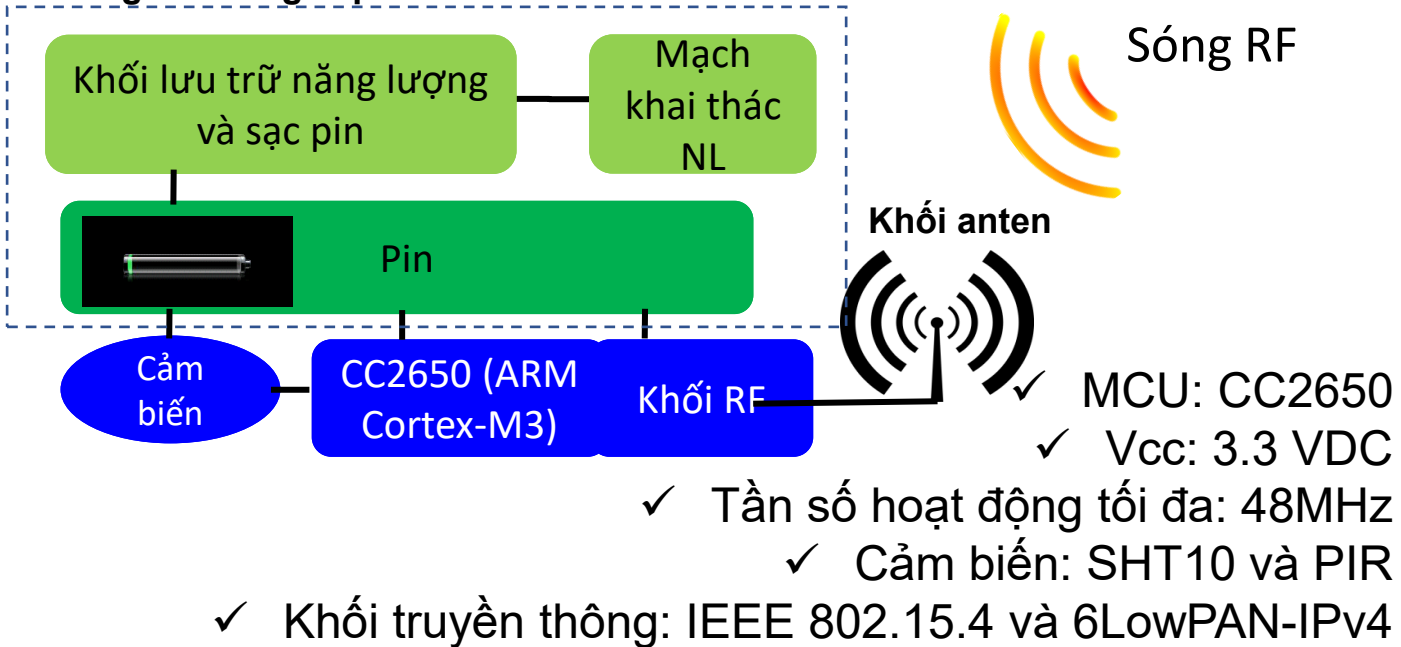 Sóng RF
Khối lưu trữ năng lượng
và sạc pin
Mạch
khai thác
NL
Pin
Khối anten
Cảm
biến
CC2650 (ARM
Cortex-M3)
Khối RF
✓ MCU: CC2650
✓ Vcc: 3.3 VDC
✓ Tần số hoạt động tối đa: 48MHz
✓ Cảm biến: SHT10 và PIR
✓ Khối truyền thông: IEEE 802.15.4 và 6LowPAN-IPv4